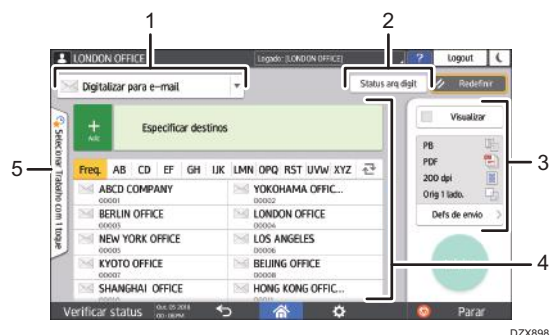 1
2
LONDON OFFICE
Logado: [LONDON OFFICE]
?
Logout
Digitalizar para e-mail
Status arq digit
Redefinir
Visualizar
Especificar destinos
PB
PDF
200 dpi
Orig 1 lado.
Defs de envio
3
5
Selecionar Trabalho com 1 toque
Freq. AB CD EF GH IJK LMN OPQ RST UVW XYZ
ABCD COMPANY
00001
YOKOHAMA OFFIC...
00002
BERLIN OFFICE
00003
LONDON OFFICE
00004
NEW YORK OFFICE
00005
LOS ANGELES
00006
KYOTO OFFICE
00007
BEIJING OFFICE
00008
SHANGHAI OFFICE
HONG KONG OFFIC...
4
Verificar status
Parar
DZX898